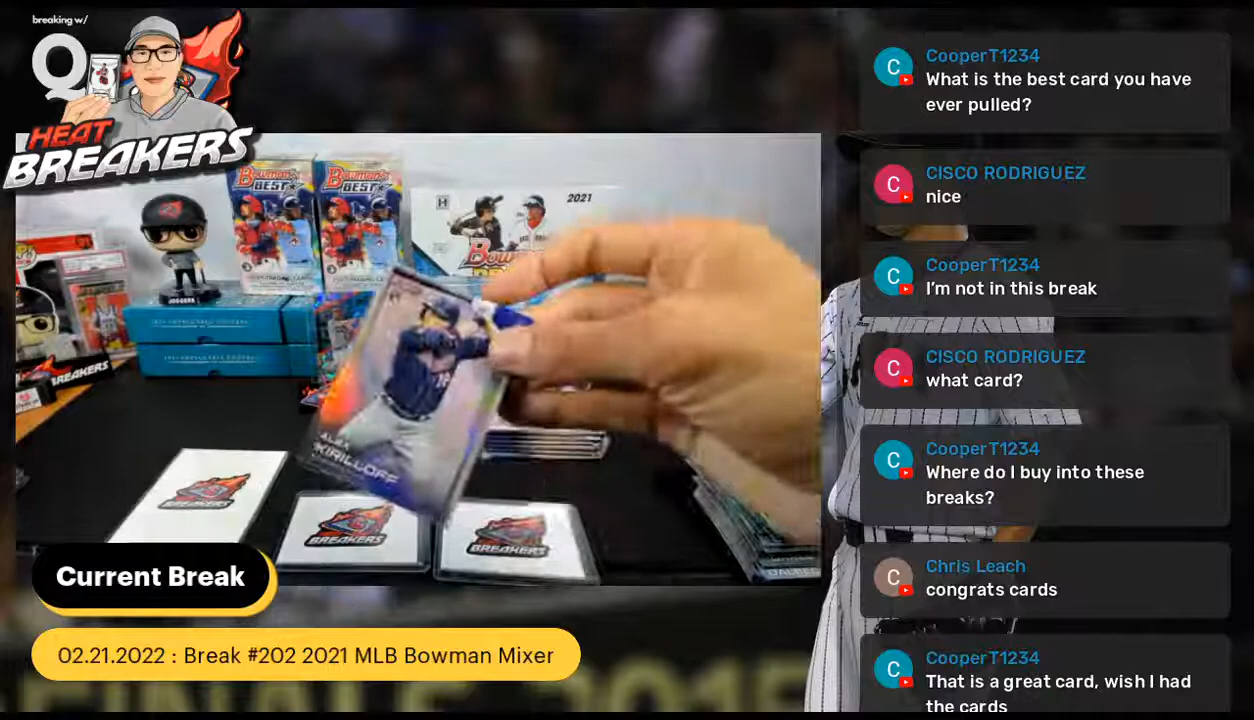 breaking w/
Q
HEAT
BREAKERS
Bowman's
BEST
Bowman's
BEST
H
2021
JOGGERS
BREAKERS
ALEX
KIRILLOFF
BREAKERS
BREAKERS
BREAKERS
Current Break
02.21.2022 : Break #202 2021 MLB Bowman Mixer
C
CooperT1234
What is the best card you have
ever pulled?
C
CISCO RODRIGUEZ
nice
C
CooperT1234
I'm not in this break
C
CISCO RODRIGUEZ
what card?
C
CooperT1234
Where do I buy into these
breaks?
C
Chris Leach
congrats cards
C
CooperT1234
That is a great card, wish I had
the cards